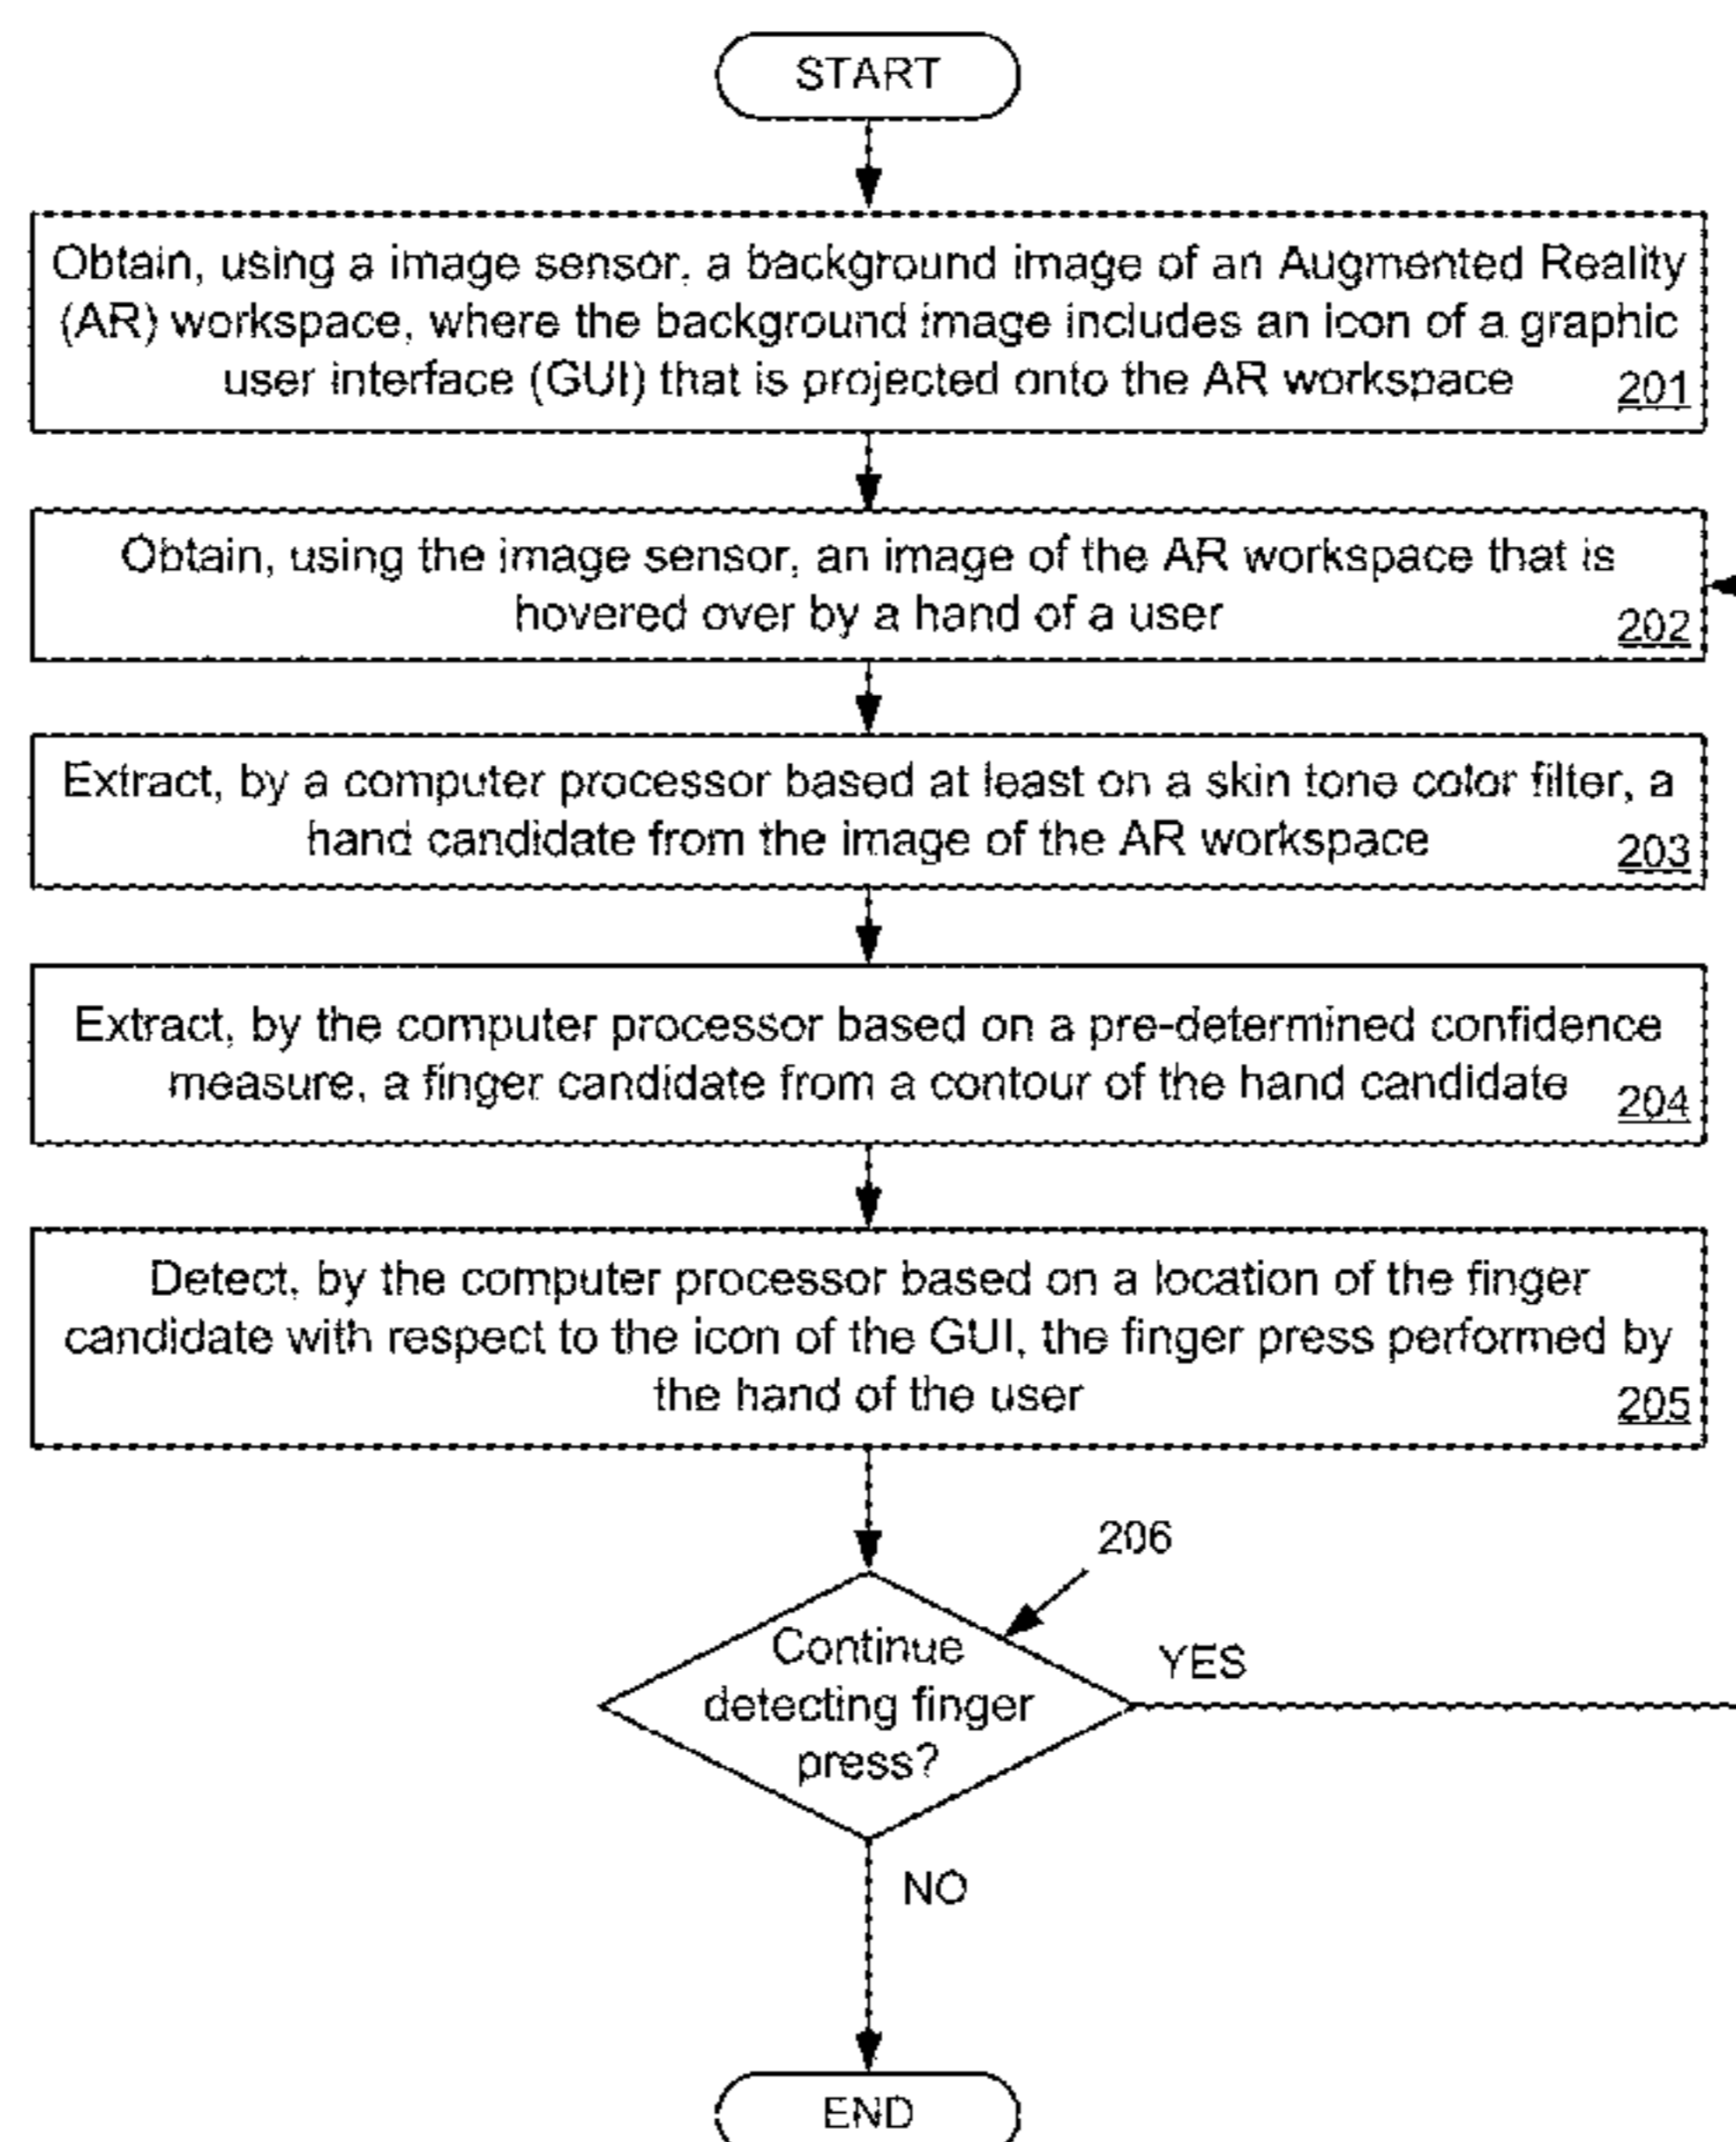 START
Obtain, using a image sensor, a background image of an Augmented Reality
(AR) workspace, where the background image includes an icon of a graphic
user interface (GUI) that is projected onto the AR workspace
201
Obtain, using the image sensor, an image of the AR workspace that is
hovered over by a hand of a user
202
Extract, by a computer processor based at least on a skin tone color filter, a
hand candidate from the image of the AR workspace
203
Extract, by the computer processor based on a pre-determined confidence
measure, a finger candidate from a contour of the hand candidate
204
Detect, by the computer processor based on a location of the finger
candidate with respect to the icon of the GUI, the finger press performed by
the hand of the user
205
206
Continue
detecting finger
press?
YES
NO
END